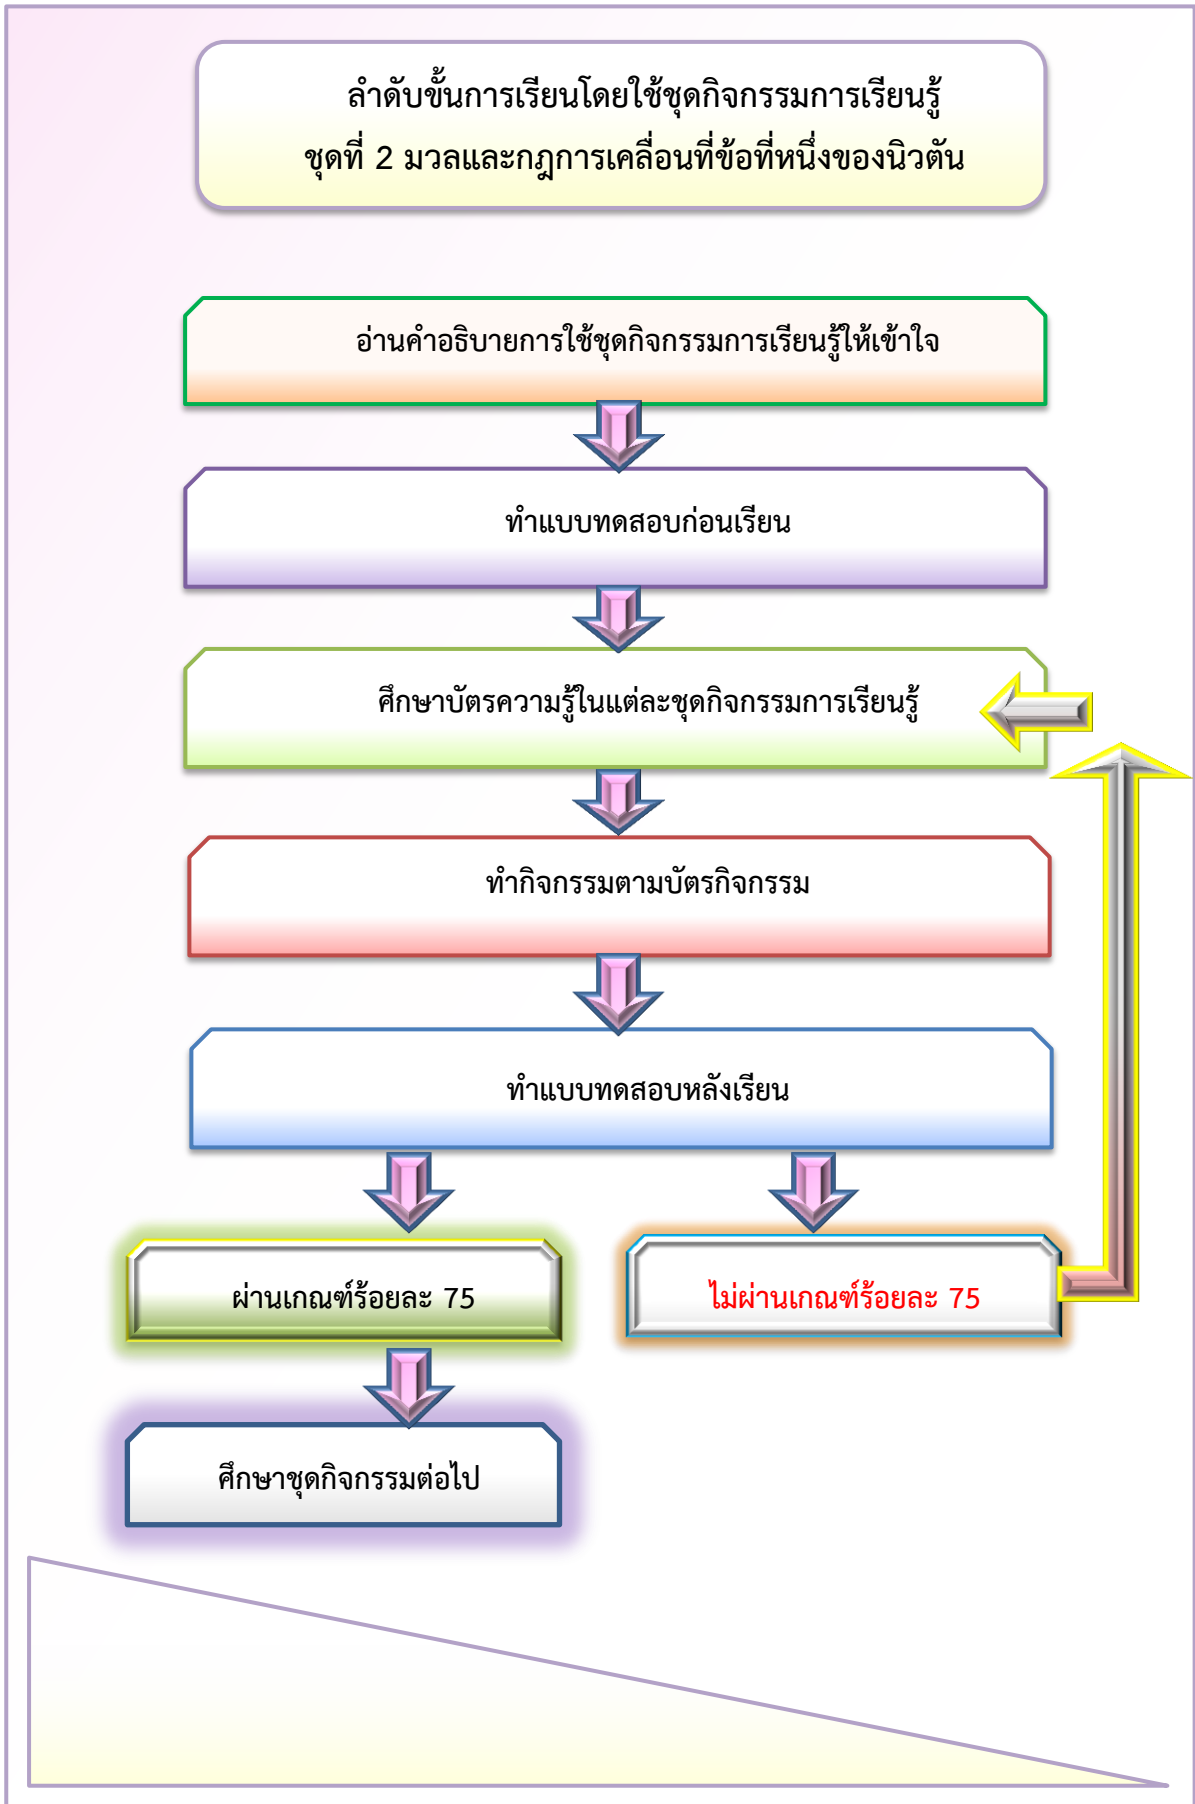 ลำดับขั้นการเรียนโดยใช้ชุดกิจกรรมการเรียนรู้
ชุดที่ 2 มวลและกฎการเคลื่อนที่ข้อที่หนึ่งของนิวตัน
อ่านคำอธิบายการใช้ชุดกิจกรรมการเรียนรู้ให้เข้าใจ
ทำแบบทดสอบก่อนเรียน
ศึกษาบัตรความรู้ในแต่ละชุดกิจกรรมการเรียนรู้
ทำกิจกรรมตามบัตรกิจกรรม
ทำแบบทดสอบหลังเรียน
ผ่านเกณฑ์ร้อยละ 75
ไม่ผ่านเกณฑ์ร้อยละ 75
ศึกษาชุดกิจกรรมต่อไป